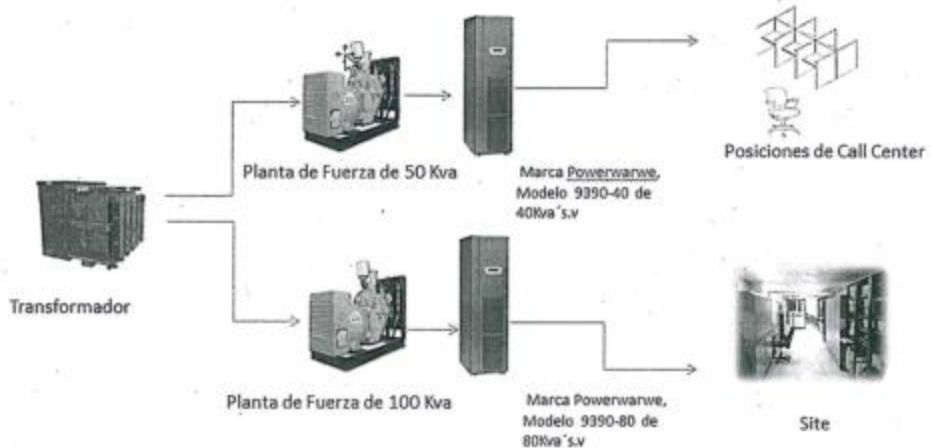 Planta de Fuerza de 50 Kva
Marca Powerwarwe,
Modelo 9390-40 de
40Kva´s.v
Posiciones de Call Center
Transformador
Planta de Fuerza de 100 Kva
Marca Powerwarwe,
Modelo 9390-80 de
80Kva´s.v
Site